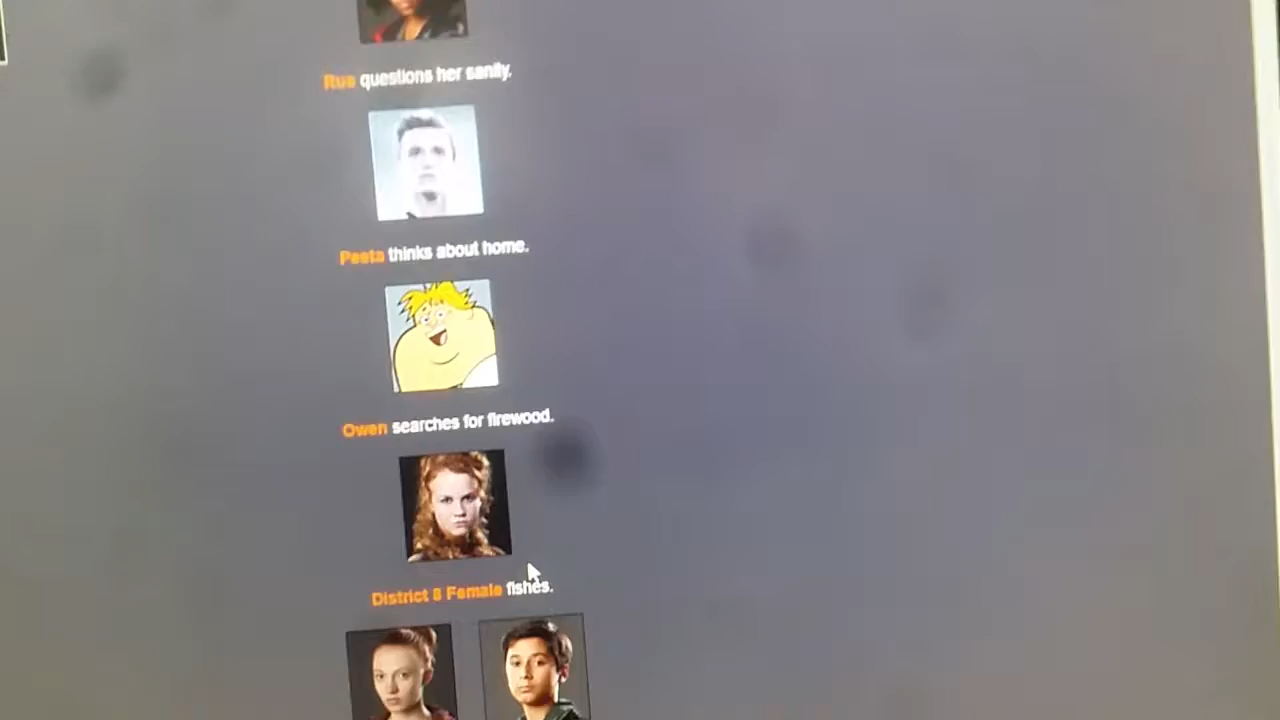 Rue questions her sanity.
Peeta thinks about home.
Owen searches for firewood.
District 8 Female fishes.